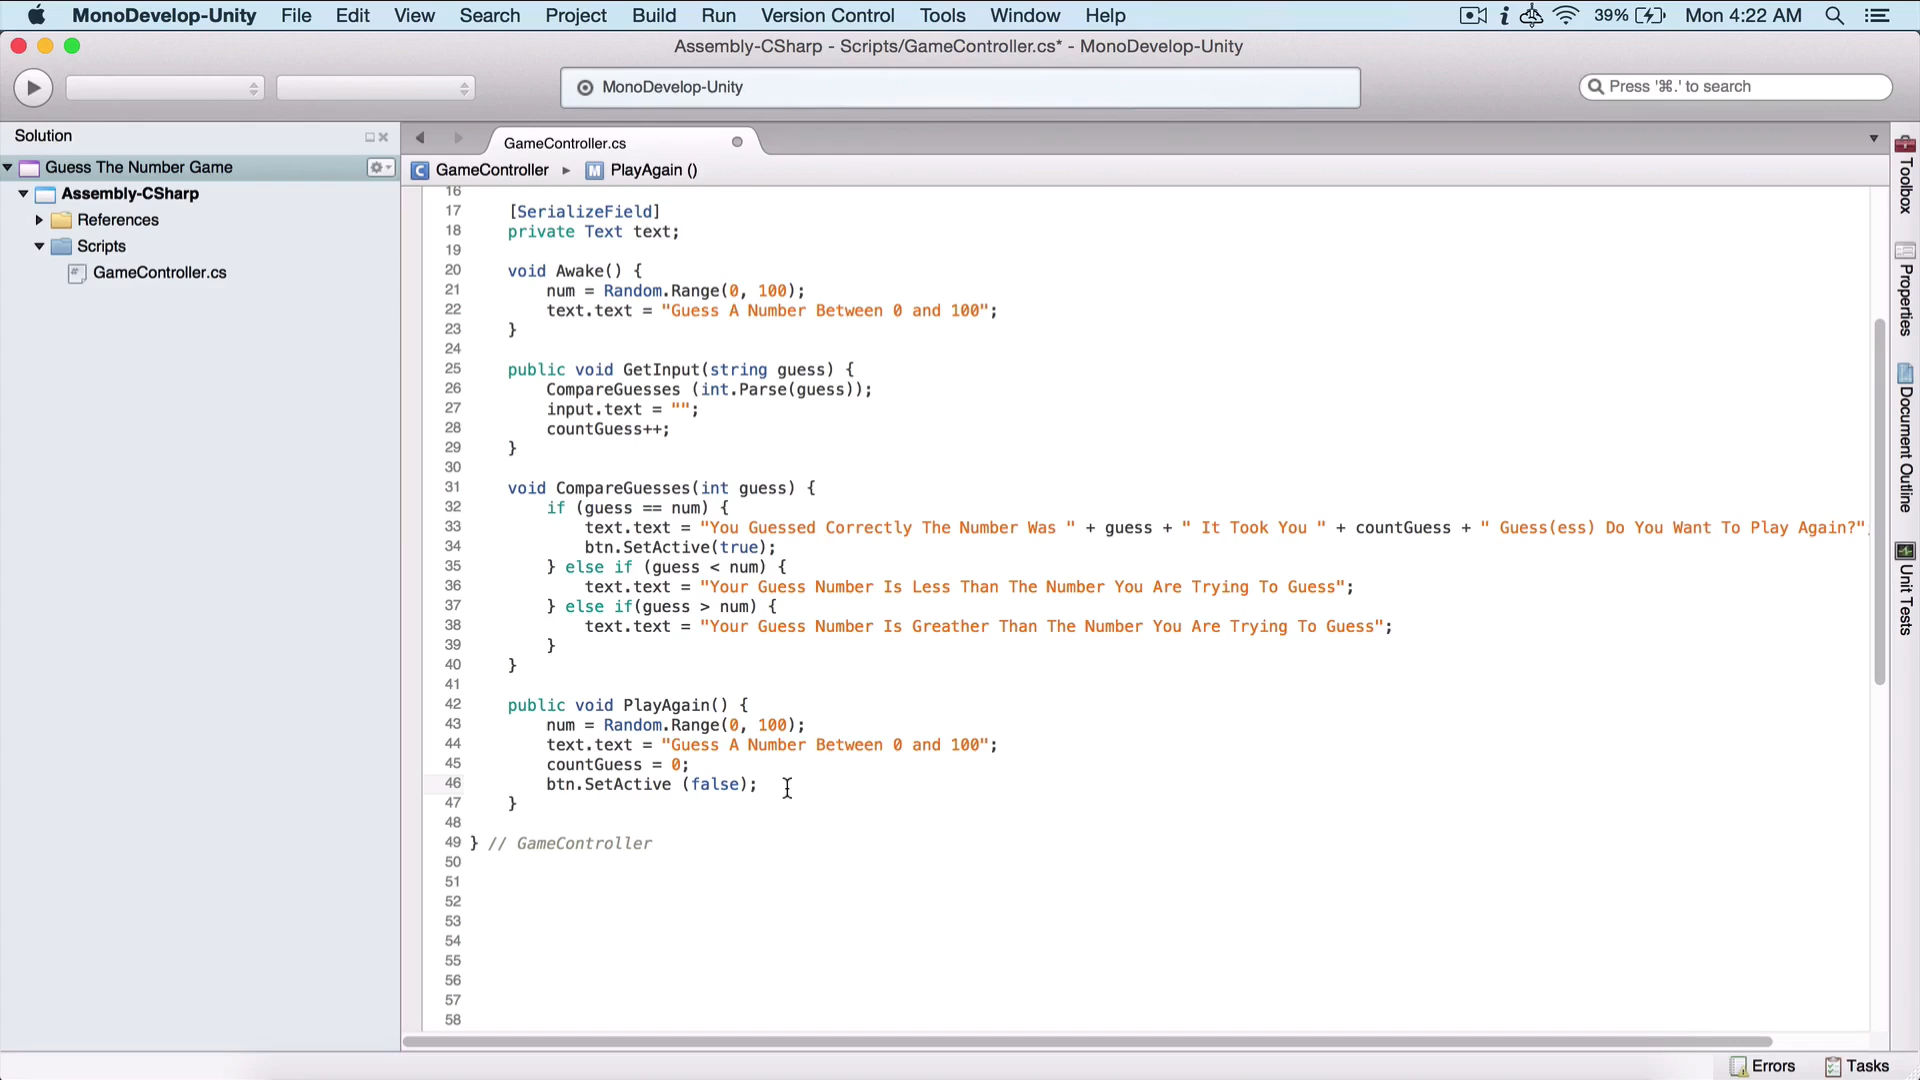 MonoDevelop-Unity File Edit View Search Project Build Run Version Control Tools Window Help 39% Mon 4:22 AM
Assembly-CSharp - Scripts/GameController.cs* - MonoDevelop-Unity
MonoDevelop-Unity
Press '⌘.' to search
Solution
Guess The Number Game
Assembly-CSharp
References
Scripts
GameController.cs
GameController.cs
GameController PlayAgain ()
16
17 [SerializeField]
18 private Text text;
19
20 void Awake() {
21 num = Random.Range(0, 100);
22 text.text = "Guess A Number Between 0 and 100";
23 }
24
25 public void GetInput(string guess) {
26 CompareGuesses (int.Parse(guess));
27 input.text = "";
28 countGuess++;
29 }
30
31 void CompareGuesses(int guess) {
32 if (guess == num) {
33 text.text = "You Guessed Correctly The Number Was " + guess + " It Took You " + countGuess + " Guess(ess) Do You Want To Play Again?"
34 btn.SetActive(true);
35 } else if (guess < num) {
36 text.text = "Your Guess Number Is Less Than The Number You Are Trying To Guess";
37 } else if(guess > num) {
38 text.text = "Your Guess Number Is Greather Than The Number You Are Trying To Guess";
39 }
40 }
41
42 public void PlayAgain() {
43 num = Random.Range(0, 100);
44 text.text = "Guess A Number Between 0 and 100";
45 countGuess = 0;
46 btn.SetActive (false);
47 }
48
49 } // GameController
50
51
52
53
54
55
56
57
58
Toolbox
Properties
Document Outline
Unit Tests
Errors Tasks